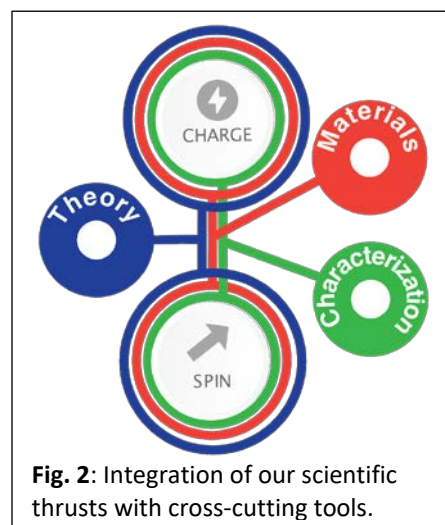 CHARGE
Materials
Theory
Characterization
SPIN
Fig. 2: Integration of our scientific
thrusts with cross-cutting tools.